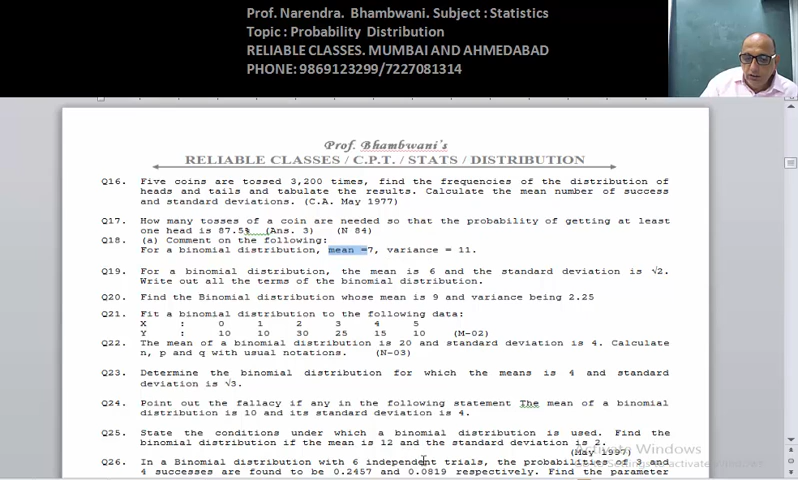 Prof. Narendra. Bhambwani. Subject : Statistics
Topic : Probability Distribution
RELIABLE CLASSES. MUMBAI AND AHMEDABAD
PHONE: 9869123299/7227081314
Prof. Bhambwani's
RELIABLE CLASSES / C.P.T. / STATS / DISTRIBUTION
Q16. Five coins are tossed 3,200 times, find the frequencies of the distribution of
heads and tails and tabulate the results. Calculate the mean number of success
and standard deviations. (C.A. May 1977)
Q17. How many tosses of a coin are needed so that the probability of getting at least
one head is 87.5% (Ans. 3) (N 84)
Q18. (a) Comment on the following:
For a binomial distribution, mean =7, variance = 11.
Q19. For a binomial distribution, the mean is 6 and the standard deviation is √2.
Write out all the terms of the binomial distribution.
Q20. Find the Binomial distribution whose mean is 9 and variance being 2.25
Q21. Fit a binomial distribution to the following data:
X : 0 1 2 3 4 5
Y : 10 10 30 25 15 10 (M-02)
Q22. The mean of a binomial distribution is 20 and standard deviation is 4. Calculate
n, p and q with usual notations. (N-03)
Q23. Determine the binomial distribution for which the means is 4 and standard
deviation is √3.
Q24. Point out the fallacy if any in the following statement The mean of a binomial
distribution is 10 and its standard deviation is 4.
Q25. State the conditions under which a binomial distribution is used. Find the
binomial distribution if the mean is 12 and the standard deviation is 2.
(May 1997)
Activate Windows
Go to Settings to activate Windows.
Q26. In a Binomial distribution with 6 independent trials, the probabilities of 3 and
4 successes are found to be 0.2457 and 0.0819 respectively. Find the parameter